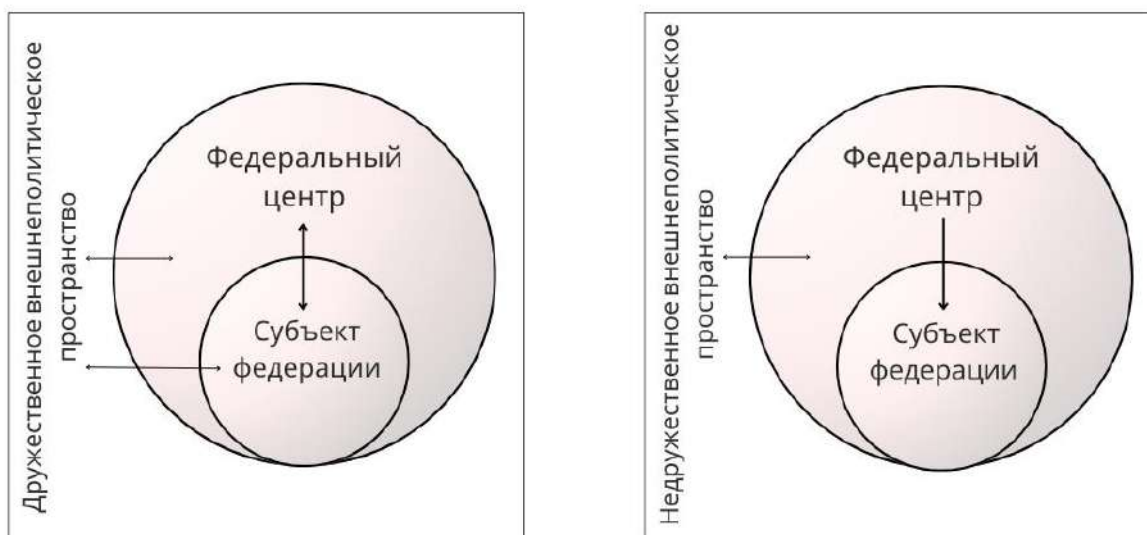 Дружественное внешнеполитическое
пространство
Федеральный
центр
Субъект
федерации
Недружественное внешнеполитическое
пространство
Федеральный
центр
Субъект
федерации